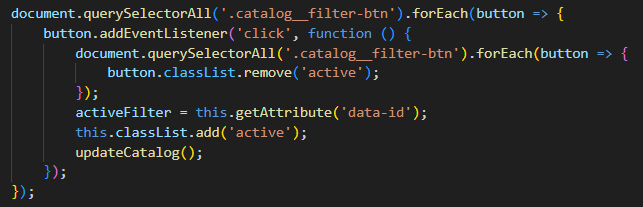 document.querySelectorAll('.catalog__filter-btn').forEach(button => {
    button.addEventListener('click', function () {
        document.querySelectorAll('.catalog__filter-btn').forEach(button => {
            button.classList.remove('active');
        });
        activeFilter = this.getAttribute('data-id');
        this.classList.add('active');
        updateCatalog();
    });
});